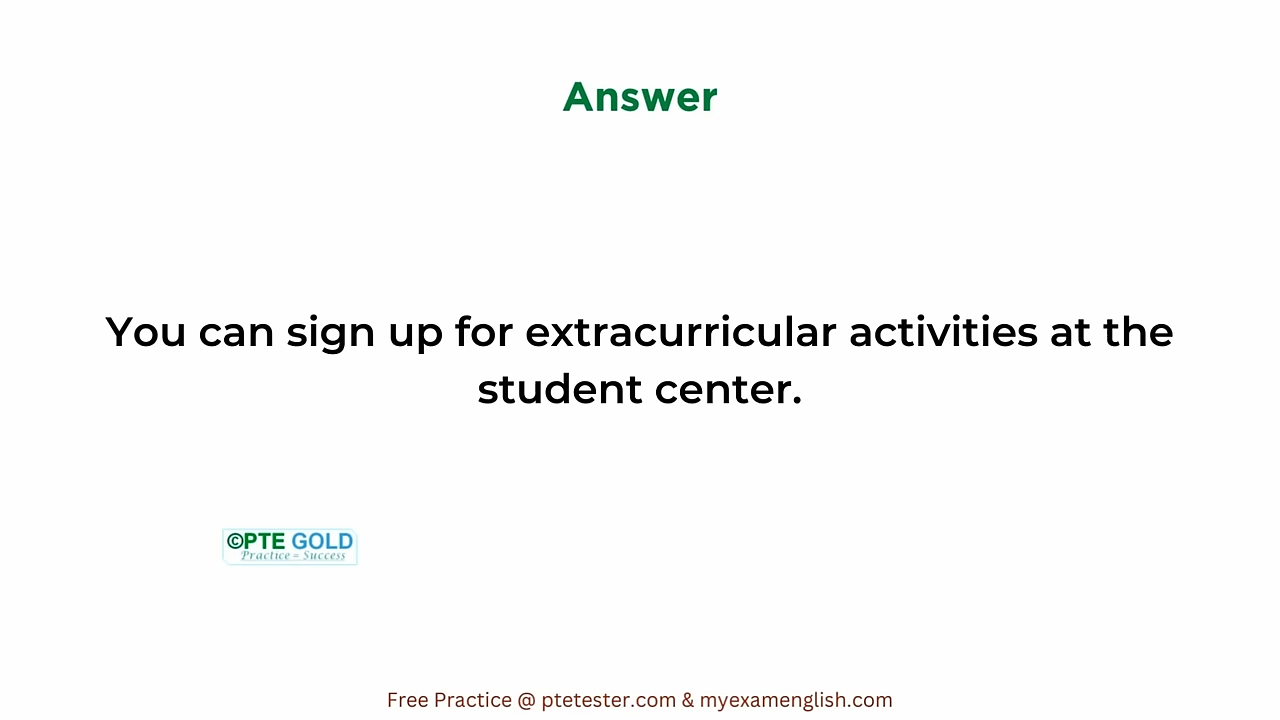 Answer
You can sign up for extracurricular activities at the
student center.
©PTE GOLD
Practice = Success
Free Practice @ ptetester.com & myexamenglish.com